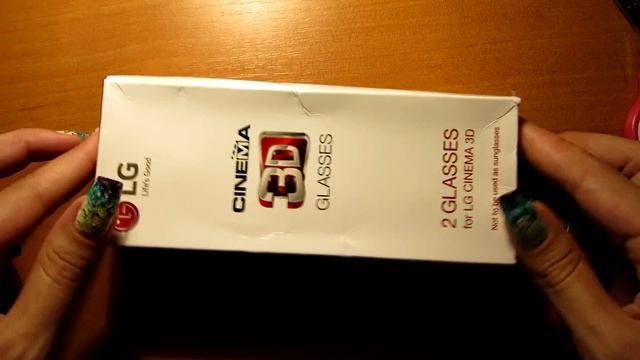 LG
Life's Good
CINEMA
3D
GLASSES
2 GLASSES
for LG CINEMA 3D
Not to be used as sunglasses